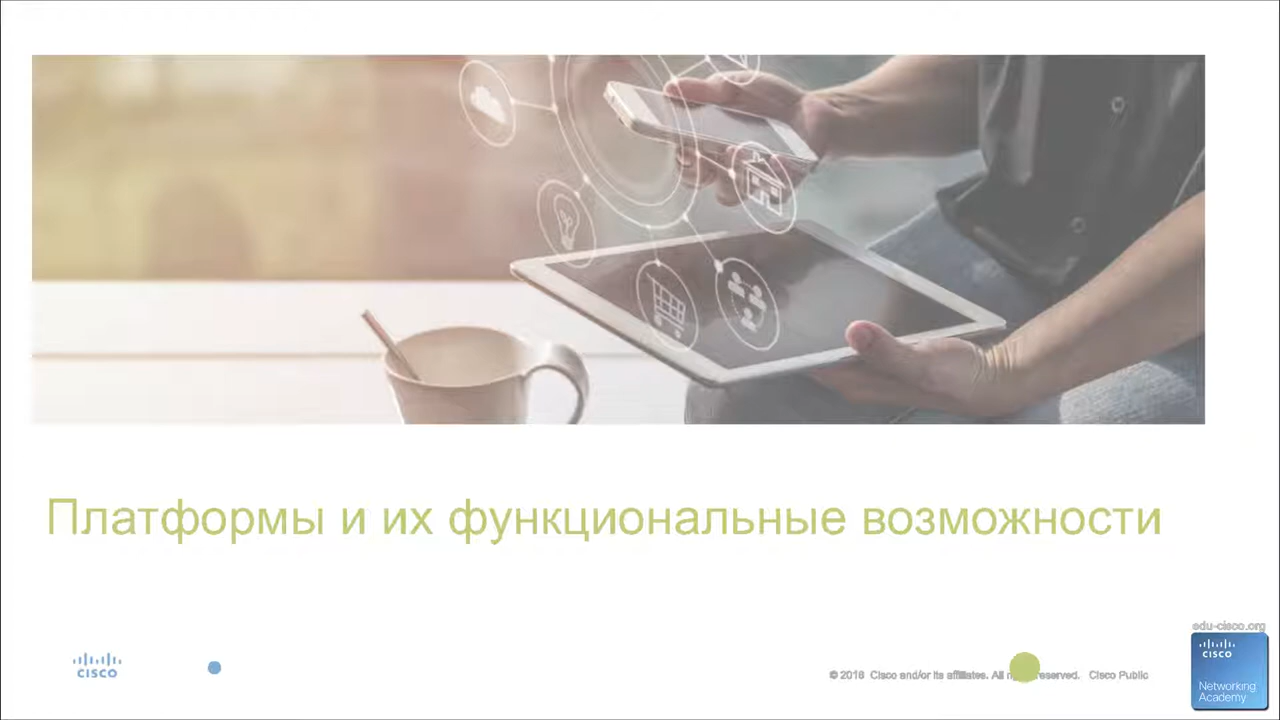 Платформы и их функциональные возможности
edu-cisco.org
CISCO
CISCO
© 2018 Cisco and/or its affiliates. All reserved. Cisco Public
Networking
Academy